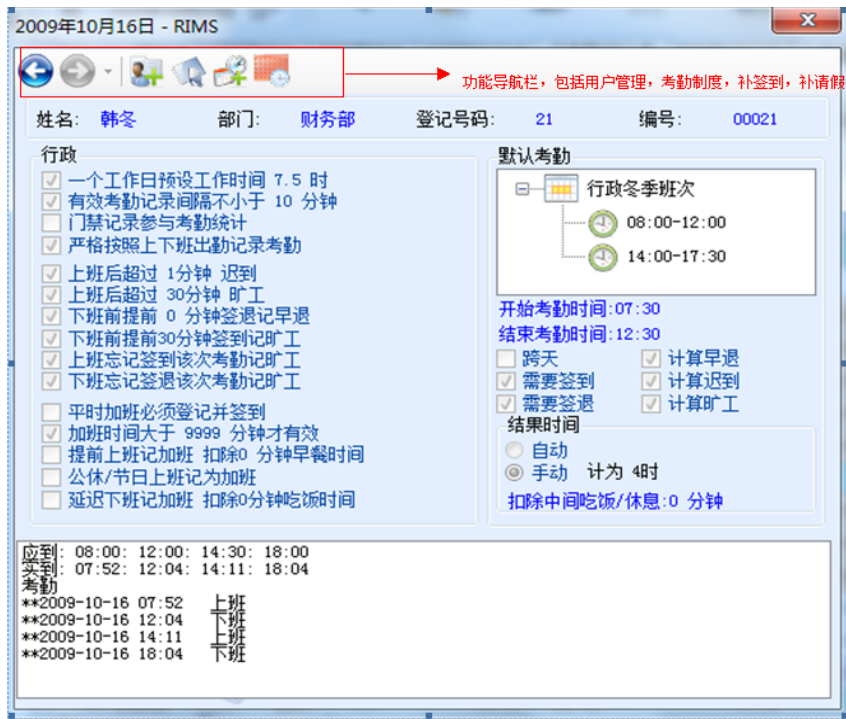 2009年10月16日 - RIMS
功能导航栏，包括用户管理，考勤制度，补签到，补请假
姓名: 韩冬 部门: 财务部 登记号码: 21 编号: 00021
行政
一个工作日预设工作时间 7.5 时
有效考勤记录间隔不小于 10 分钟
门禁记录参与考勤统计
严格按照上下班出勤记录考勤
上班后超过 1分钟 迟到
上班后超过 30分钟 旷工
下班前提前 0 分钟签退记早退
下班前提前30分钟签到记旷工
上班忘记签到该次考勤记旷工
下班忘记签退该次考勤记旷工
平时加班必须登记并签到
加班时间大于 9999 分钟才有效
提前上班记加班 扣除0 分钟早餐时间
公休/节日上班记为加班
延迟下班记加班 扣除0分钟吃饭时间
默认考勤
行政冬季班次
08:00-12:00
14:00-17:30
开始考勤时间:07:30
结束考勤时间:12:30
跨天 计算早退
需要签到 计算迟到
需要签退 计算旷工
结果时间
自动
手动 计为 4时
扣除中间吃饭/休息:0 分钟
应到: 08:00: 12:00: 14:30: 18:00
实到: 07:52: 12:04: 14:11: 18:04
考勤
**2009-10-16 07:52 上班
**2009-10-16 12:04 下班
**2009-10-16 14:11 上班
**2009-10-16 18:04 下班